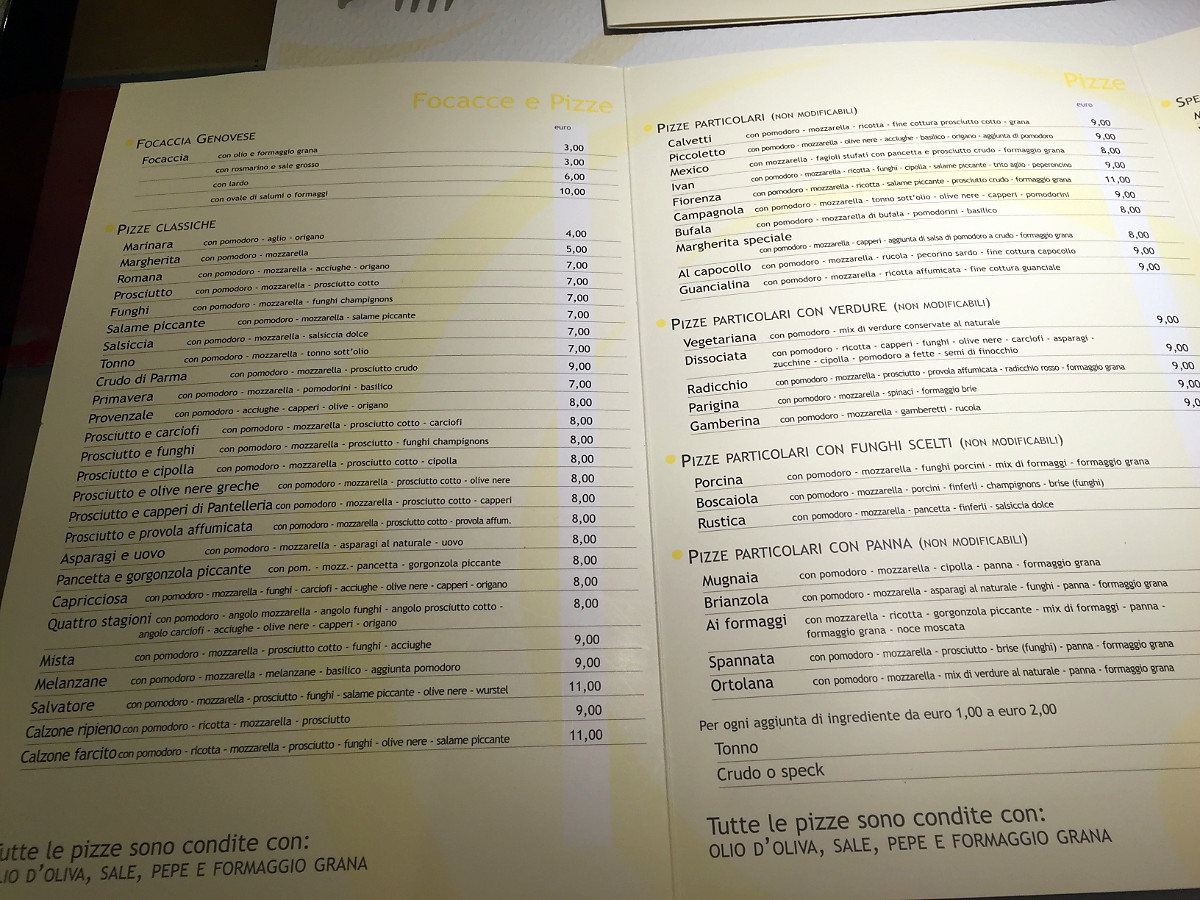 Focacce e Pizze
euro
Focaccia Genovese
Focaccia con olio e formaggio grana 3,00
con rosmarino e sale grosso 3,00
con lardo 6,00
con ovale di salumi o formaggi 10,00
Pizze classiche
Marinara con pomodoro - aglio - origano 4,00
Margherita con pomodoro - mozzarella 5,00
Romana con pomodoro - mozzarella - acciughe - origano 7,00
Prosciutto con pomodoro - mozzarella - prosciutto cotto 7,00
Funghi con pomodoro - mozzarella - funghi champignons 7,00
Salame piccante con pomodoro - mozzarella - salame piccante 7,00
Salsiccia con pomodoro - mozzarella - salsiccia dolce 7,00
Tonno con pomodoro - mozzarella - tonno sott'olio 7,00
Crudo di Parma con pomodoro - mozzarella - prosciutto crudo 9,00
Primavera con pomodoro - mozzarella - pomodorini - basilico 7,00
Provenzale con pomodoro - acciughe - capperi - olive - origano 8,00
Prosciutto e carciofi con pomodoro - mozzarella - prosciutto cotto - carciofi 8,00
Prosciutto e funghi con pomodoro - mozzarella - prosciutto - funghi champignons 8,00
Prosciutto e cipolla con pomodoro - mozzarella - prosciutto cotto - cipolla 8,00
Prosciutto e olive nere greche con pomodoro - mozzarella - prosciutto cotto - olive nere 8,00
Prosciutto e capperi di Pantelleria con pomodoro - mozzarella - prosciutto cotto - capperi 8,00
Prosciutto e provola affumicata con pomodoro - mozzarella - prosciutto cotto - provola affum. 8,00
Asparagi e uovo con pomodoro - mozzarella - asparagi al naturale - uovo 8,00
Pancetta e gorgonzola piccante con pom. - mozz.- pancetta - gorgonzola piccante 8,00
Capricciosa con pomodoro - mozzarella - funghi - carciofi - acciughe - olive nere - capperi - origano 8,00
Quattro stagioni con pomodoro - angolo mozzarella - angolo funghi - angolo prosciutto cotto - 8,00
angolo carciofi - acciughe - olive nere - capperi - origano
Mista con pomodoro - mozzarella - prosciutto cotto - funghi - acciughe 9,00
Melanzane con pomodoro - mozzarella - melanzane - basilico - aggiunta pomodoro 9,00
Salvatore con pomodoro - mozzarella - prosciutto - funghi - salame piccante - olive nere - wurstel 11,00
Calzone ripieno con pomodoro - ricotta - mozzarella - prosciutto 9,00
Calzone farcito con pomodoro - ricotta - mozzarella - prosciutto - funghi - olive nere - salame piccante 11,00
utte le pizze sono condite con:
LIO D'OLIVA, SALE, PEPE E FORMAGGIO GRANA
Pizze
euro
Pizze particolari (non modificabili)
Calvetti con pomodoro - mozzarella - ricotta - fine cottura prosciutto cotto - grana 9,00
Piccoletto con pomodoro - mozzarella - olive nere - acciughe - basilico - origano - aggiunta di pomodoro 9,00
Mexico con mozzarella - fagioli stufati con pancetta e prosciutto crudo - formaggio grana 8,00
Ivan con pomodoro - mozzarella - ricotta - funghi - cipolla - salame piccante - trito aglio - peperoncino 9,00
Fiorenza con pomodoro - mozzarella - ricotta - salame piccante - prosciutto crudo - formaggio grana 11,00
Campagnola con pomodoro - mozzarella - tonno sott'olio - olive nere - capperi - pomodorini 9,00
Bufala con pomodoro - mozzarella di bufala - pomodorini - basilico 8,00
Margherita speciale
con pomodoro - mozzarella - capperi - aggiunta di salsa di pomodoro a crudo - formaggio grana 8,00
Al capocollo con pomodoro - mozzarella - rucola - pecorino sardo - fine cottura capocollo 9,00
Guancialina con pomodoro - mozzarella - ricotta affumicata - fine cottura guanciale 9,00
Pizze particolari con verdure (non modificabili)
Vegetariana con pomodoro - mix di verdure conservate al naturale 9,00
Dissociata con pomodoro - ricotta - capperi - funghi - olive nere - carciofi - asparagi - 9,00
zucchine - cipolla - pomodoro a fette - semi di finocchio
Radicchio con pomodoro - mozzarella - prosciutto - provola affumicata - radicchio rosso - formaggio grana 9,00
Parigina con pomodoro - mozzarella - spinaci - formaggio brie 9,00
Gamberina con pomodoro - mozzarella - gamberetti - rucola 9,0
Pizze particolari con funghi scelti (non modificabili)
Porcina con pomodoro - mozzarella - funghi porcini - mix di formaggi - formaggio grana
Boscaiola con pomodoro - mozzarella - porcini - finferli - champignons - brise (funghi)
Rustica con pomodoro - mozzarella - pancetta - finferli - salsiccia dolce
Pizze particolari con panna (non modificabili)
Mugnaia con pomodoro - mozzarella - cipolla - panna - formaggio grana
Brianzola con pomodoro - mozzarella - asparagi al naturale - funghi - panna - formaggio grana
Ai formaggi con mozzarella - ricotta - gorgonzola piccante - mix di formaggi - panna -
formaggio grana - noce moscata
Spannata con pomodoro - mozzarella - prosciutto - brise (funghi) - panna - formaggio grana
Ortolana con pomodoro - mozzarella - mix di verdure al naturale - panna - formaggio grana
Per ogni aggiunta di ingrediente da euro 1,00 a euro 2,00
Tonno
Crudo o speck
Tutte le pizze sono condite con:
OLIO D'OLIVA, SALE, PEPE E FORMAGGIO GRANA
Spe